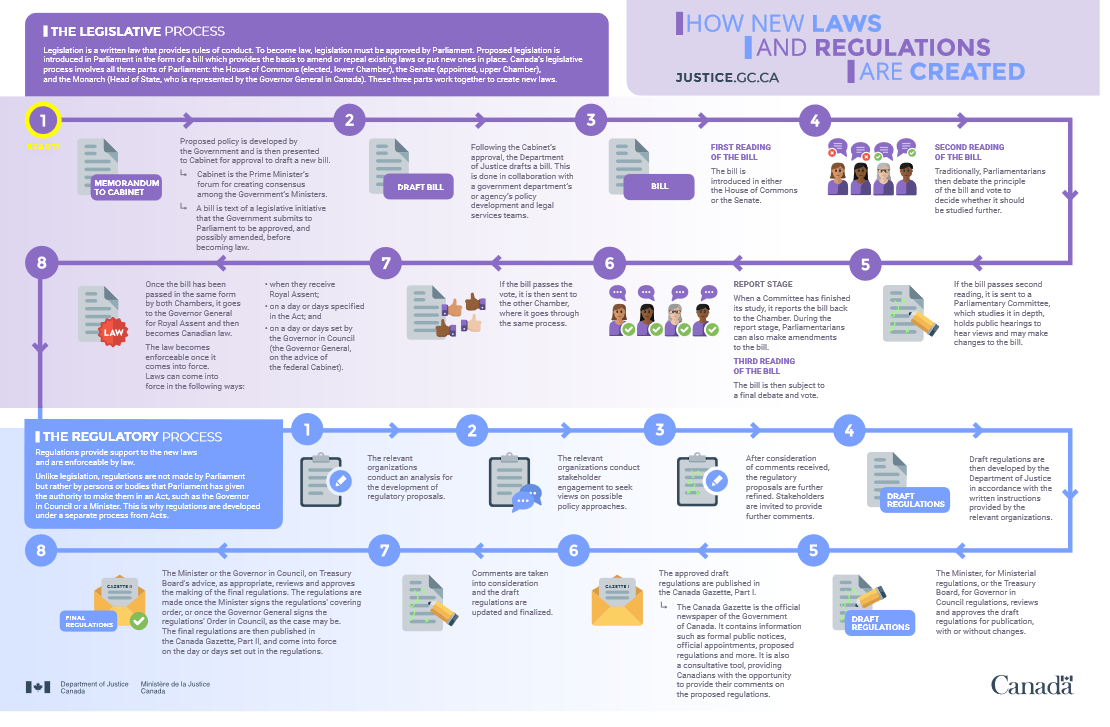 THE LEGISLATIVE PROCESS
Legislation is a written law that provides rules of conduct. To become law, legislation must be approved by Parliament. Proposed legislation is
introduced in Parliament in the form of a bill which provides the basis to amend or repeal existing laws or put new ones in place. Canada's legislative
process involves all three parts of Parliament: the House of Commons (elected, lower Chamber), the Senate (appointed, upper Chamber),
and the Monarch (Head of State, who is represented by the Governor General in Canada). These three parts work together to create new laws.
HOW NEW LAWS
AND REGULATIONS
ARE CREATED
JUSTICE.GC.CA
1
START!
MEMORANDUM
TO CABINET
Proposed policy is developed by
the Government and is then presented
to Cabinet for approval to draft a new bill.
Cabinet is the Prime Minister's
forum for creating consensus
among the Government's Ministers.
A bill is text of a legislative initiative
that the Government submits to
Parliament to be approved, and
possibly amended, before
becoming law.
2
DRAFT BILL
Following the Cabinet's
approval, the Department
of Justice drafts a bill. This
is done in collaboration with
a government department's
or agency's policy
development and legal
services teams.
3
BILL
FIRST READING
OF THE BILL
The bill is
introduced in either
the House of Commons
or the Senate.
4
SECOND READING
OF THE BILL
Traditionally, Parliamentarians
then debate the principle
of the bill and vote to
decide whether it should
be studied further.
5
If the bill passes second
reading, it is sent to a
Parliamentary Committee,
which studies it in depth,
holds public hearings to
hear views and may make
changes to the bill.
6
REPORT STAGE
When a Committee has finished
its study, it reports the bill back
to the Chamber. During the
report stage, Parliamentarians
can also make amendments
to the bill.
THIRD READING
OF THE BILL
The bill is then subject to
a final debate and vote.
7
If the bill passes the
vote, it is then sent to
the other Chamber,
where it goes through
the same process.
8
LAW
Once the bill has been
passed in the same form
by both Chambers, it goes
to the Governor General
for Royal Assent and then
becomes Canadian law.
The law becomes
enforceable once it
comes into force.
Laws can come into
force in the following ways:
• when they receive
Royal Assent;
• on a day or days specified
in the Act; and
• on a day or days set by
the Governor in Council
(the Governor General,
on the advice of
the federal Cabinet).
THE REGULATORY PROCESS
Regulations provide support to the new laws
and are enforceable by law.
Unlike legislation, regulations are not made by Parliament
but rather by persons or bodies that Parliament has given
the authority to make them in an Act, such as the Governor
in Council or a Minister. This is why regulations are developed
under a separate process from Acts.
1
The relevant
organizations
conduct an analysis for
the development of
regulatory proposals.
2
The relevant
organizations conduct
stakeholder
engagement to seek
views on possible
policy approaches.
3
After consideration
of comments received,
the regulatory
proposals are further
refined. Stakeholders
are invited to provide
further comments.
4
DRAFT
REGULATIONS
Draft regulations are
then developed by the
Department of Justice
in accordance with the
written instructions
provided by the
relevant organizations.
5
DRAFT
REGULATIONS
The Minister, for Ministerial
regulations, or the Treasury
Board, for Governor in
Council regulations, reviews
and approves the draft
regulations for publication,
with or without changes.
6
GAZETTE I
The approved draft
regulations are published in
the Canada Gazette, Part I.
The Canada Gazette is the official
newspaper of the Government
of Canada. It contains information
such as formal public notices,
official appointments, proposed
regulations and more. It is also
a consultative tool, providing
Canadians with the opportunity
to provide their comments on
the proposed regulations.
7
Comments are taken
into consideration
and the draft
regulations are
updated and finalized.
8
GAZETTE II
FINAL
REGULATIONS
The Minister or the Governor in Council, on Treasury
Board's advice, as appropriate, reviews and approves
the making of the final regulations. The regulations are
made once the Minister signs the regulations' covering
order, or once the Governor General signs the
regulations' Order in Council, as the case may be.
The final regulations are then published in
the Canada Gazette, Part II, and come into force
on the day or days set out in the regulations.
Department of Justice
Canada
Ministère de la Justice
Canada
Canada